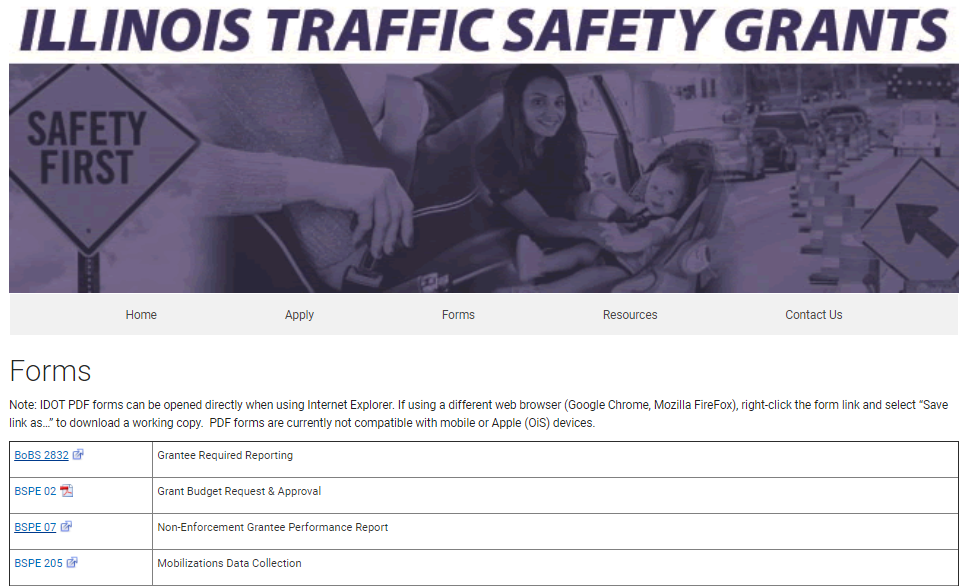 ILLINOIS TRAFFIC SAFETY GRANTS
SAFETY
FIRST
Home Apply Forms Resources Contact Us
Forms
Note: IDOT PDF forms can be opened directly when using Internet Explorer. If using a different web browser (Google Chrome, Mozilla FireFox), right-click the form link and select “Save
link as…” to download a working copy.  PDF forms are currently not compatible with mobile or Apple (OiS) devices.
BoBS 2832 Grantee Required Reporting
BSPE 02 Grant Budget Request & Approval
BSPE 07 Non-Enforcement Grantee Performance Report
BSPE 205 Mobilizations Data Collection